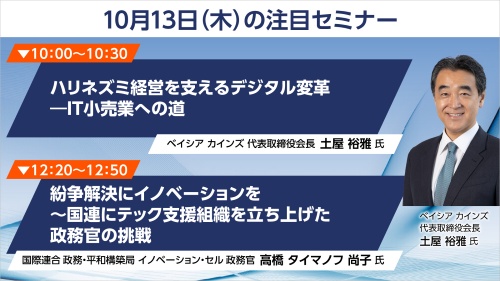 10月13日(木)の注目セミナー
▼10:00〜10:30
ハリネズミ経営を支えるデジタル変革
―IT小売業への道
ベイシア カインズ 代表取締役会長 土屋 裕雅 氏
▼12:20〜12:50
紛争解決にイノベーションを
〜国連にテック支援組織を立ち上げた
政務官の挑戦
国際連合 政務・平和構築局 イノベーション・セル 政務官 高橋 タイマノフ 尚子 氏
ベイシア カインズ
代表取締役会長
土屋 裕雅 氏